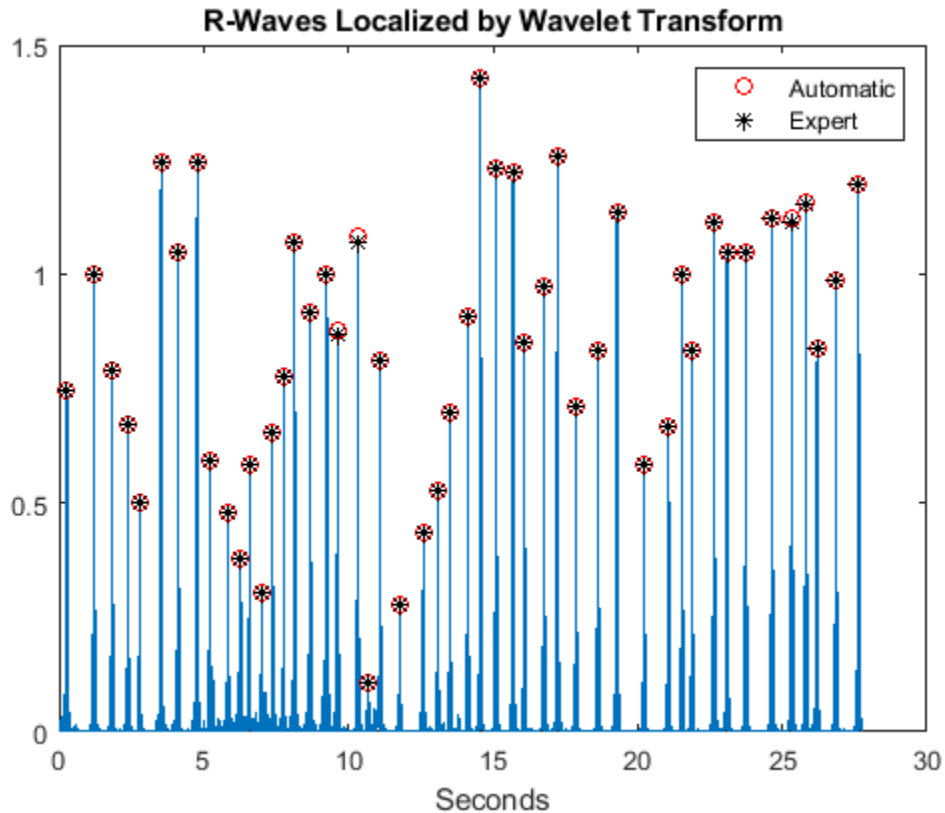 R-Waves Localized by Wavelet Transform
1.5
Automatic
Expert
1
0.5
0
0 5 10 15 20 25 30
Seconds